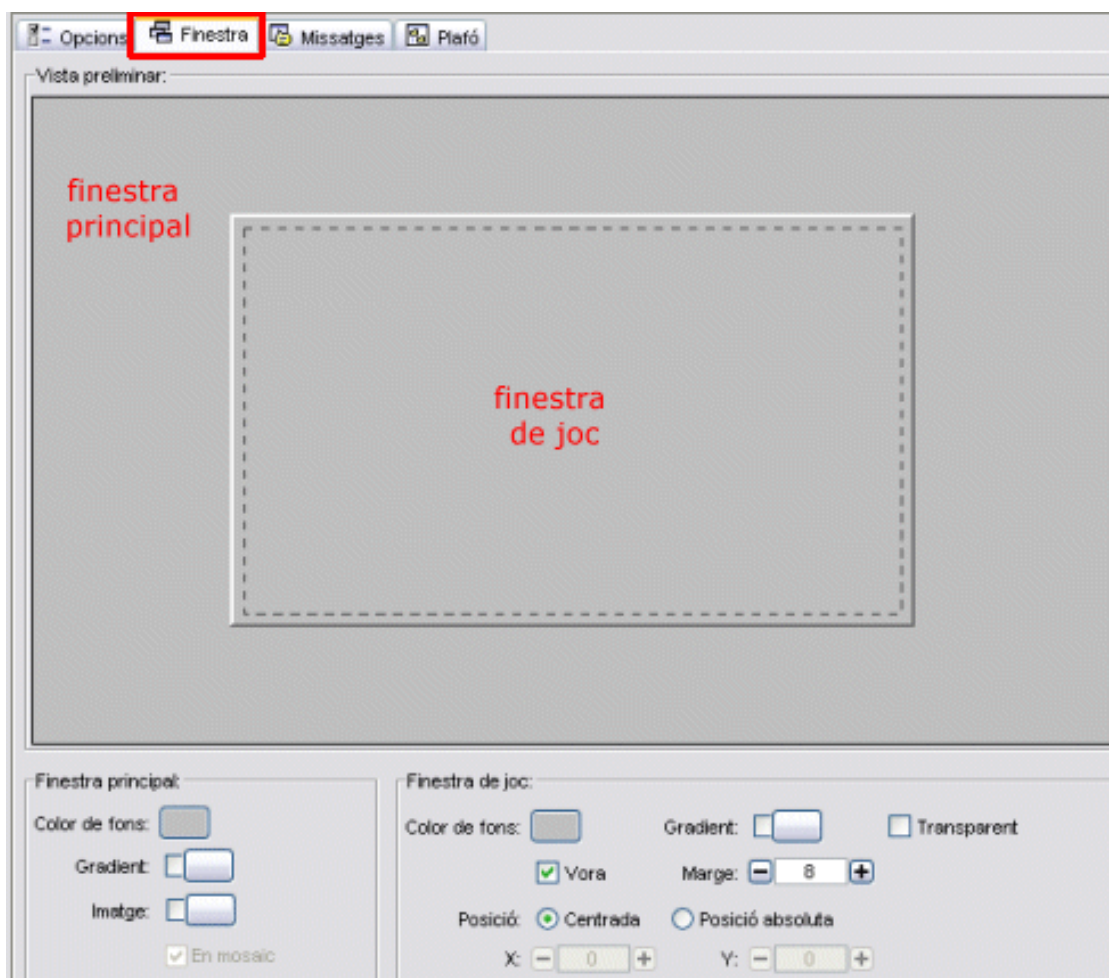 Opcions Finestra Missatges Plafó
Vista preliminar:
finestra
principal
finestra
de joc
Finestra principal:
Color de fons:
Gradient:
Imatge:
En mosaic
Finestra de joc:
Color de fons: Gradient: Transparent
Vora Marge: 8
Posició: Centrada Posició absoluta
X: 0 Y: 0